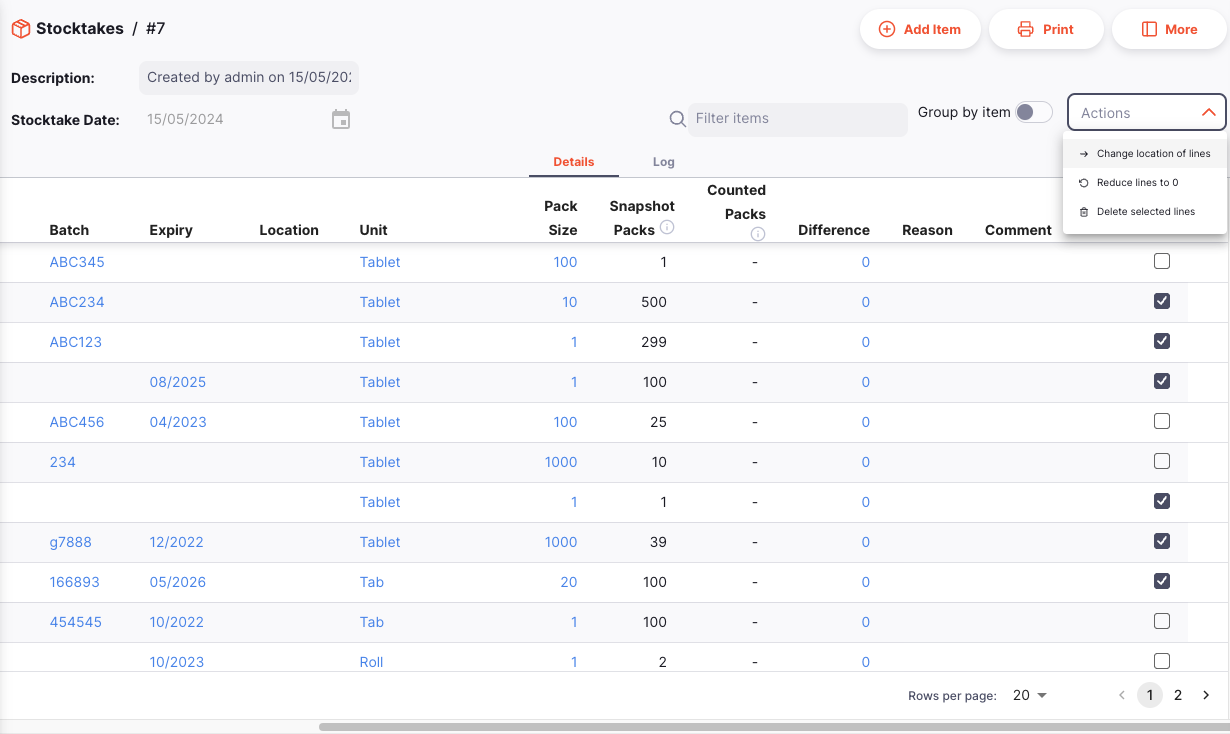 Stocktakes / #7
Add Item
Print
More
Description: Created by admin on 15/05/202
Stocktake Date: 15/05/2024
Filter items
Group by item
Actions
Change location of lines
Reduce lines to 0
Delete selected lines
Details Log
Batch Expiry Location Unit Pack Size Snapshot Packs Counted Packs Difference Reason Comment
ABC345 Tablet 100 1 - 0
ABC234 Tablet 10 500 - 0
ABC123 Tablet 1 299 - 0
08/2025 Tablet 1 100 - 0
ABC456 04/2023 Tablet 100 25 - 0
234 Tablet 1000 10 - 0
Tablet 1 1 - 0
g7888 12/2022 Tablet 1000 39 - 0
166893 05/2026 Tab 20 100 - 0
454545 10/2022 Tab 1 100 - 0
10/2023 Roll 1 2 - 0
Rows per page: 20 1 2